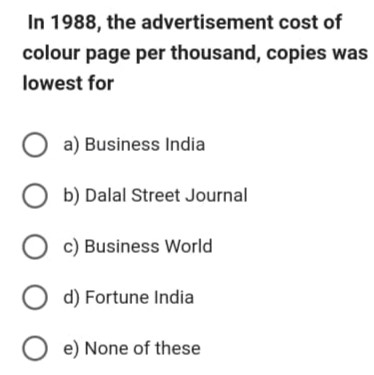 In 1988, the advertisement cost of
colour page per thousand, copies was
lowest for
a) Business India
b) Dalal Street Journal
c) Business World
d) Fortune India
e) None of these